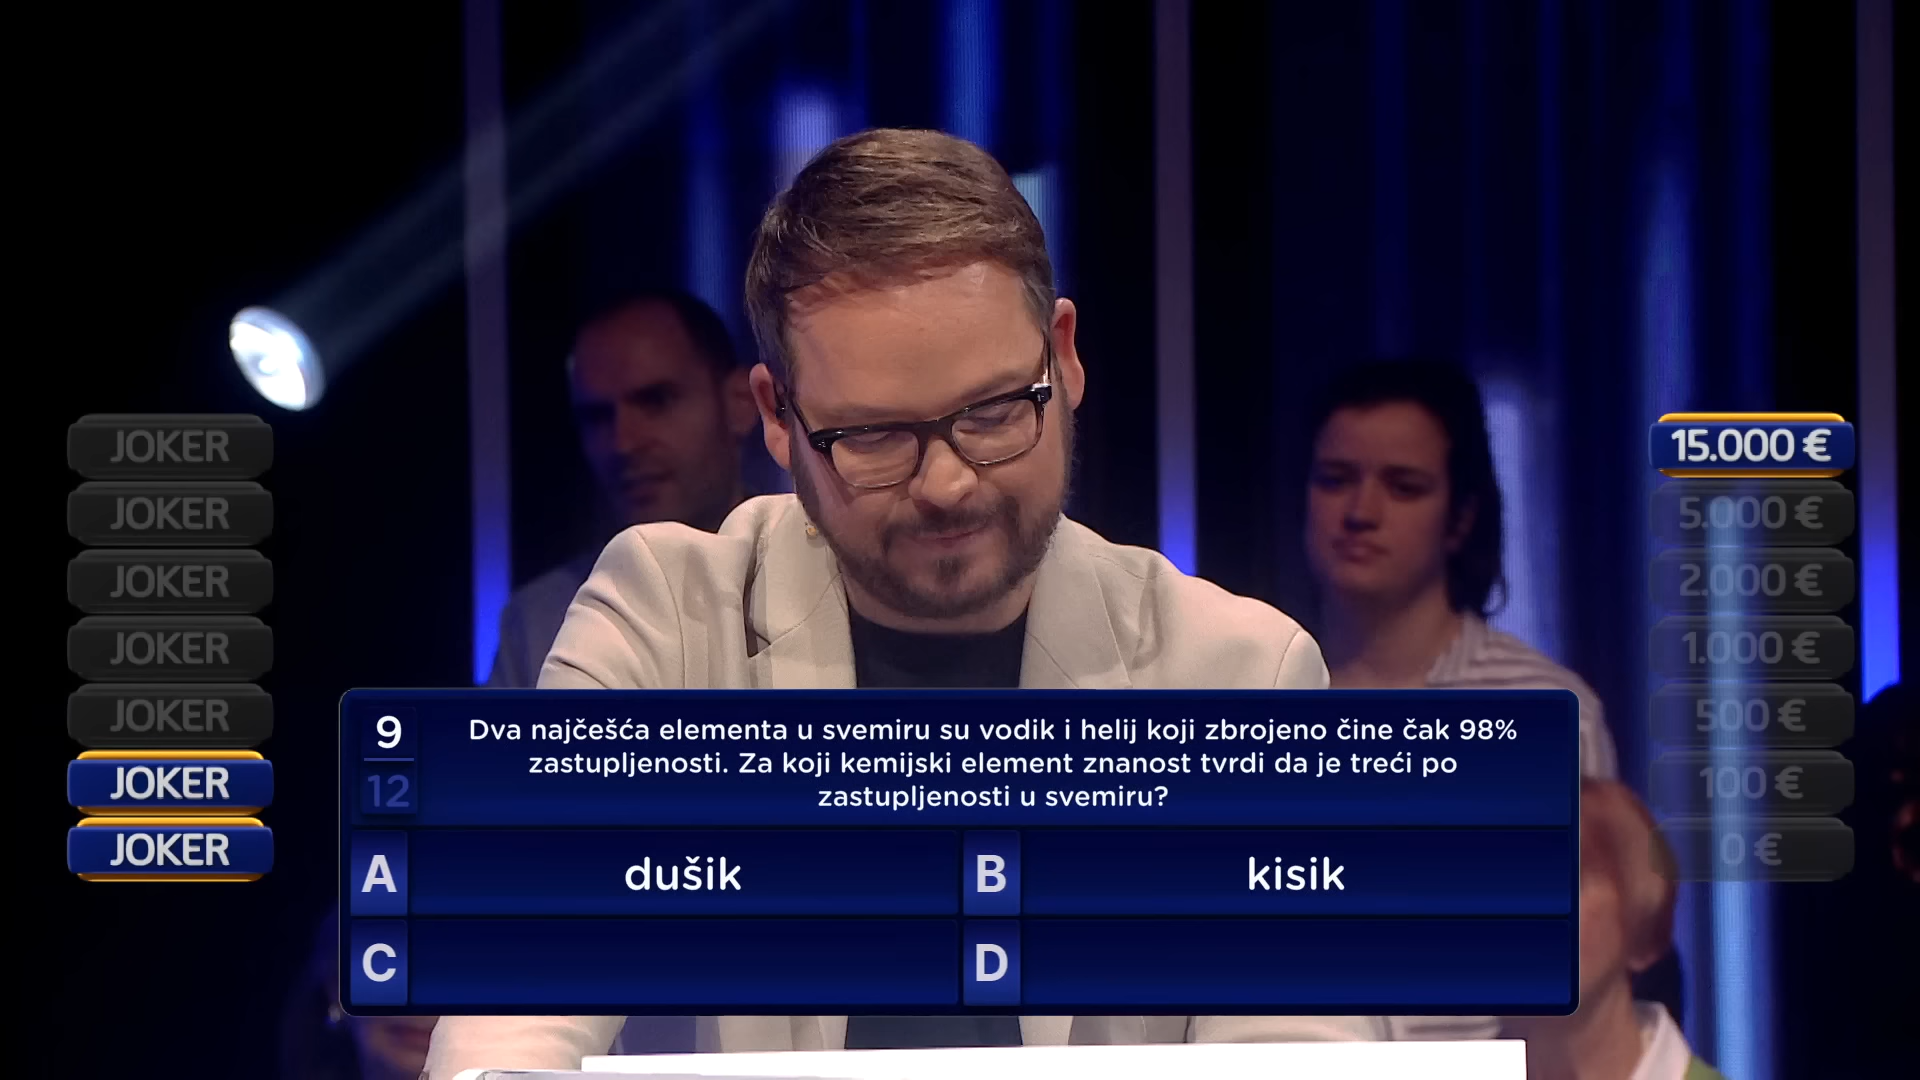 JOKER
JOKER
JOKER
JOKER
JOKER
JOKER
JOKER
15.000 €
5.000 €
2.000 €
1.000 €
500 €
100 €
0 €
9
12
Dva najčešća elementa u svemiru su vodik i helij koji zbrojeno čine čak 98%
zastupljenosti. Za koji kemijski element znanost tvrdi da je treći po
zastupljenosti u svemiru?
A dušik
B kisik
C
D